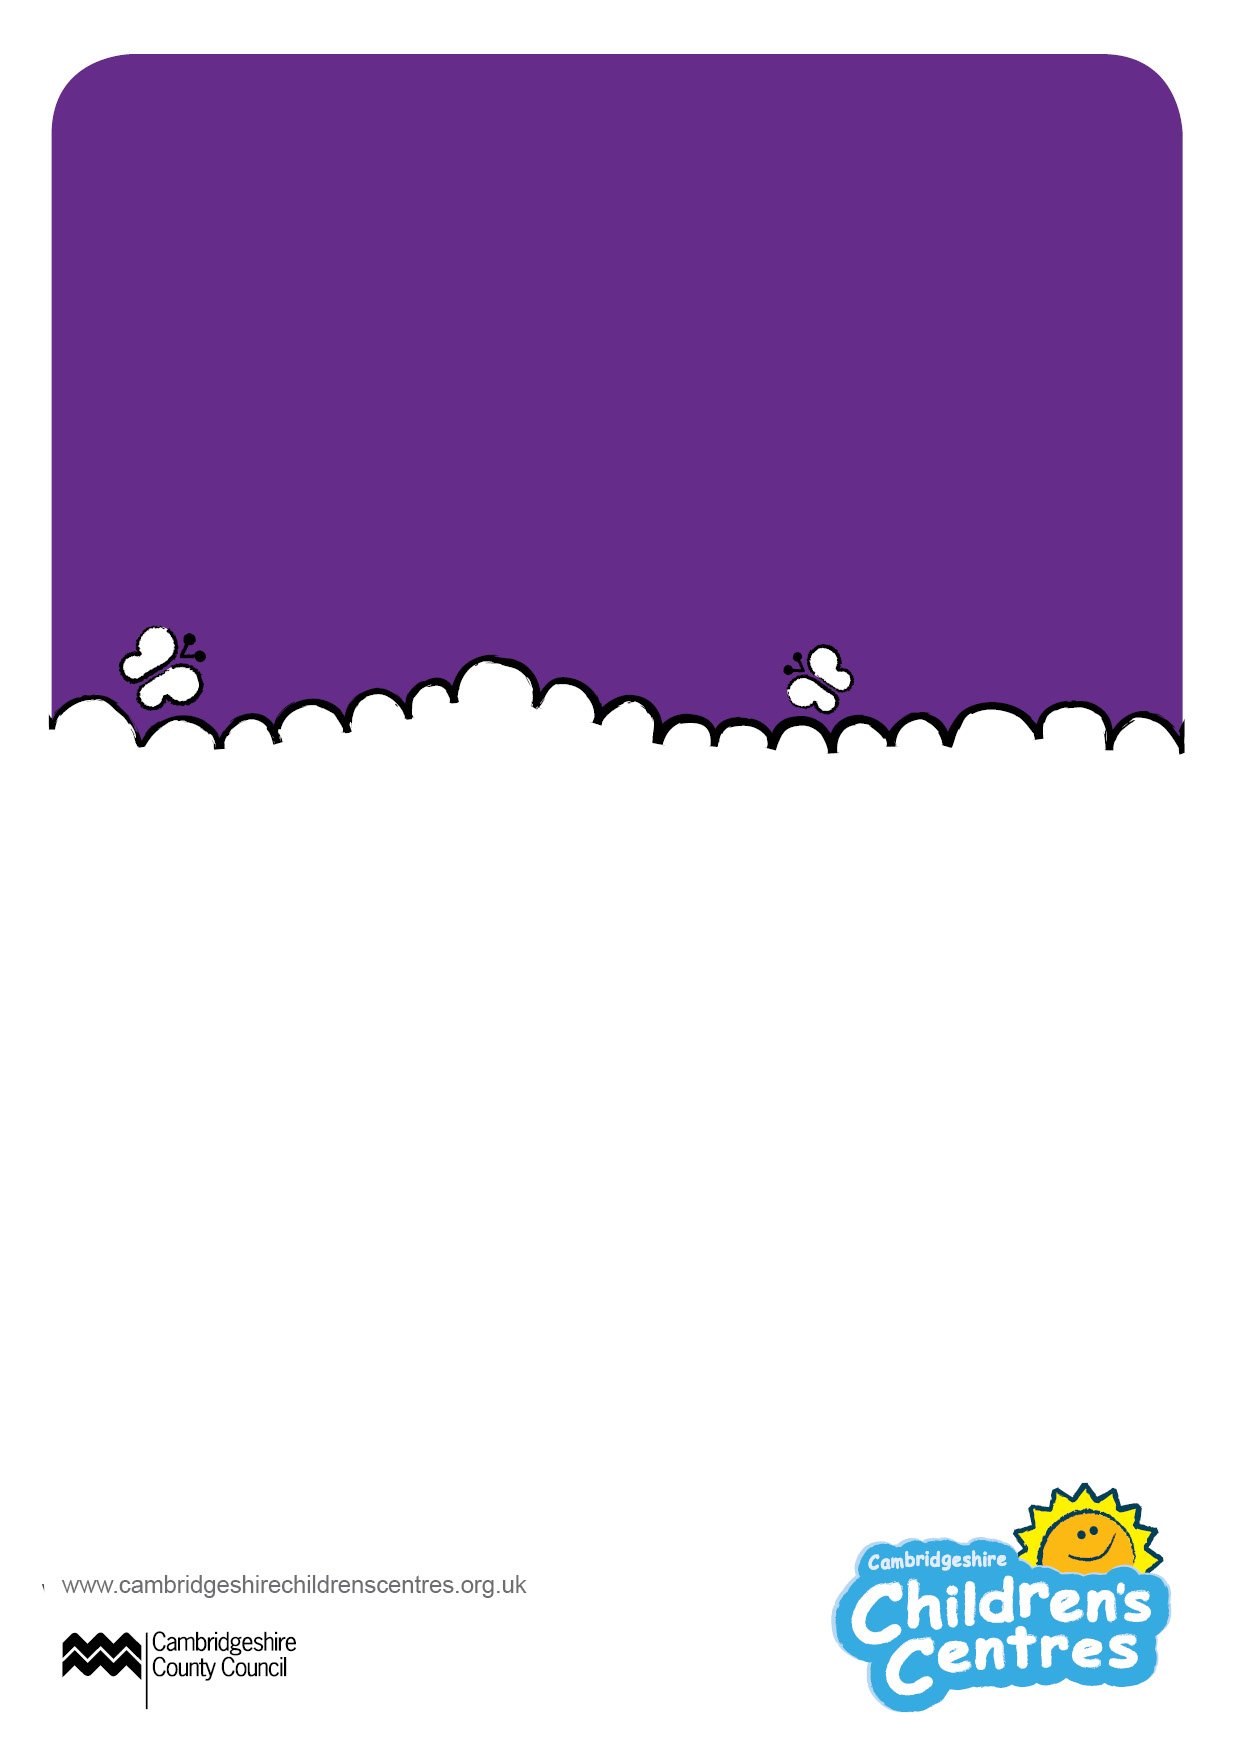 www.cambridgeshirechildrenscentres.org.uk
Cambridgeshire
County Council
Cambridgeshire
Children's
Centres